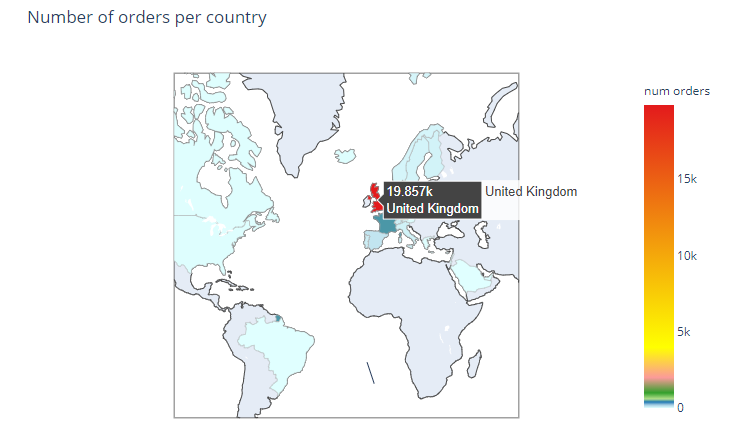 Number of orders per country
num orders
19.857k
United Kingdom
United Kingdom
15k
10k
5k
0